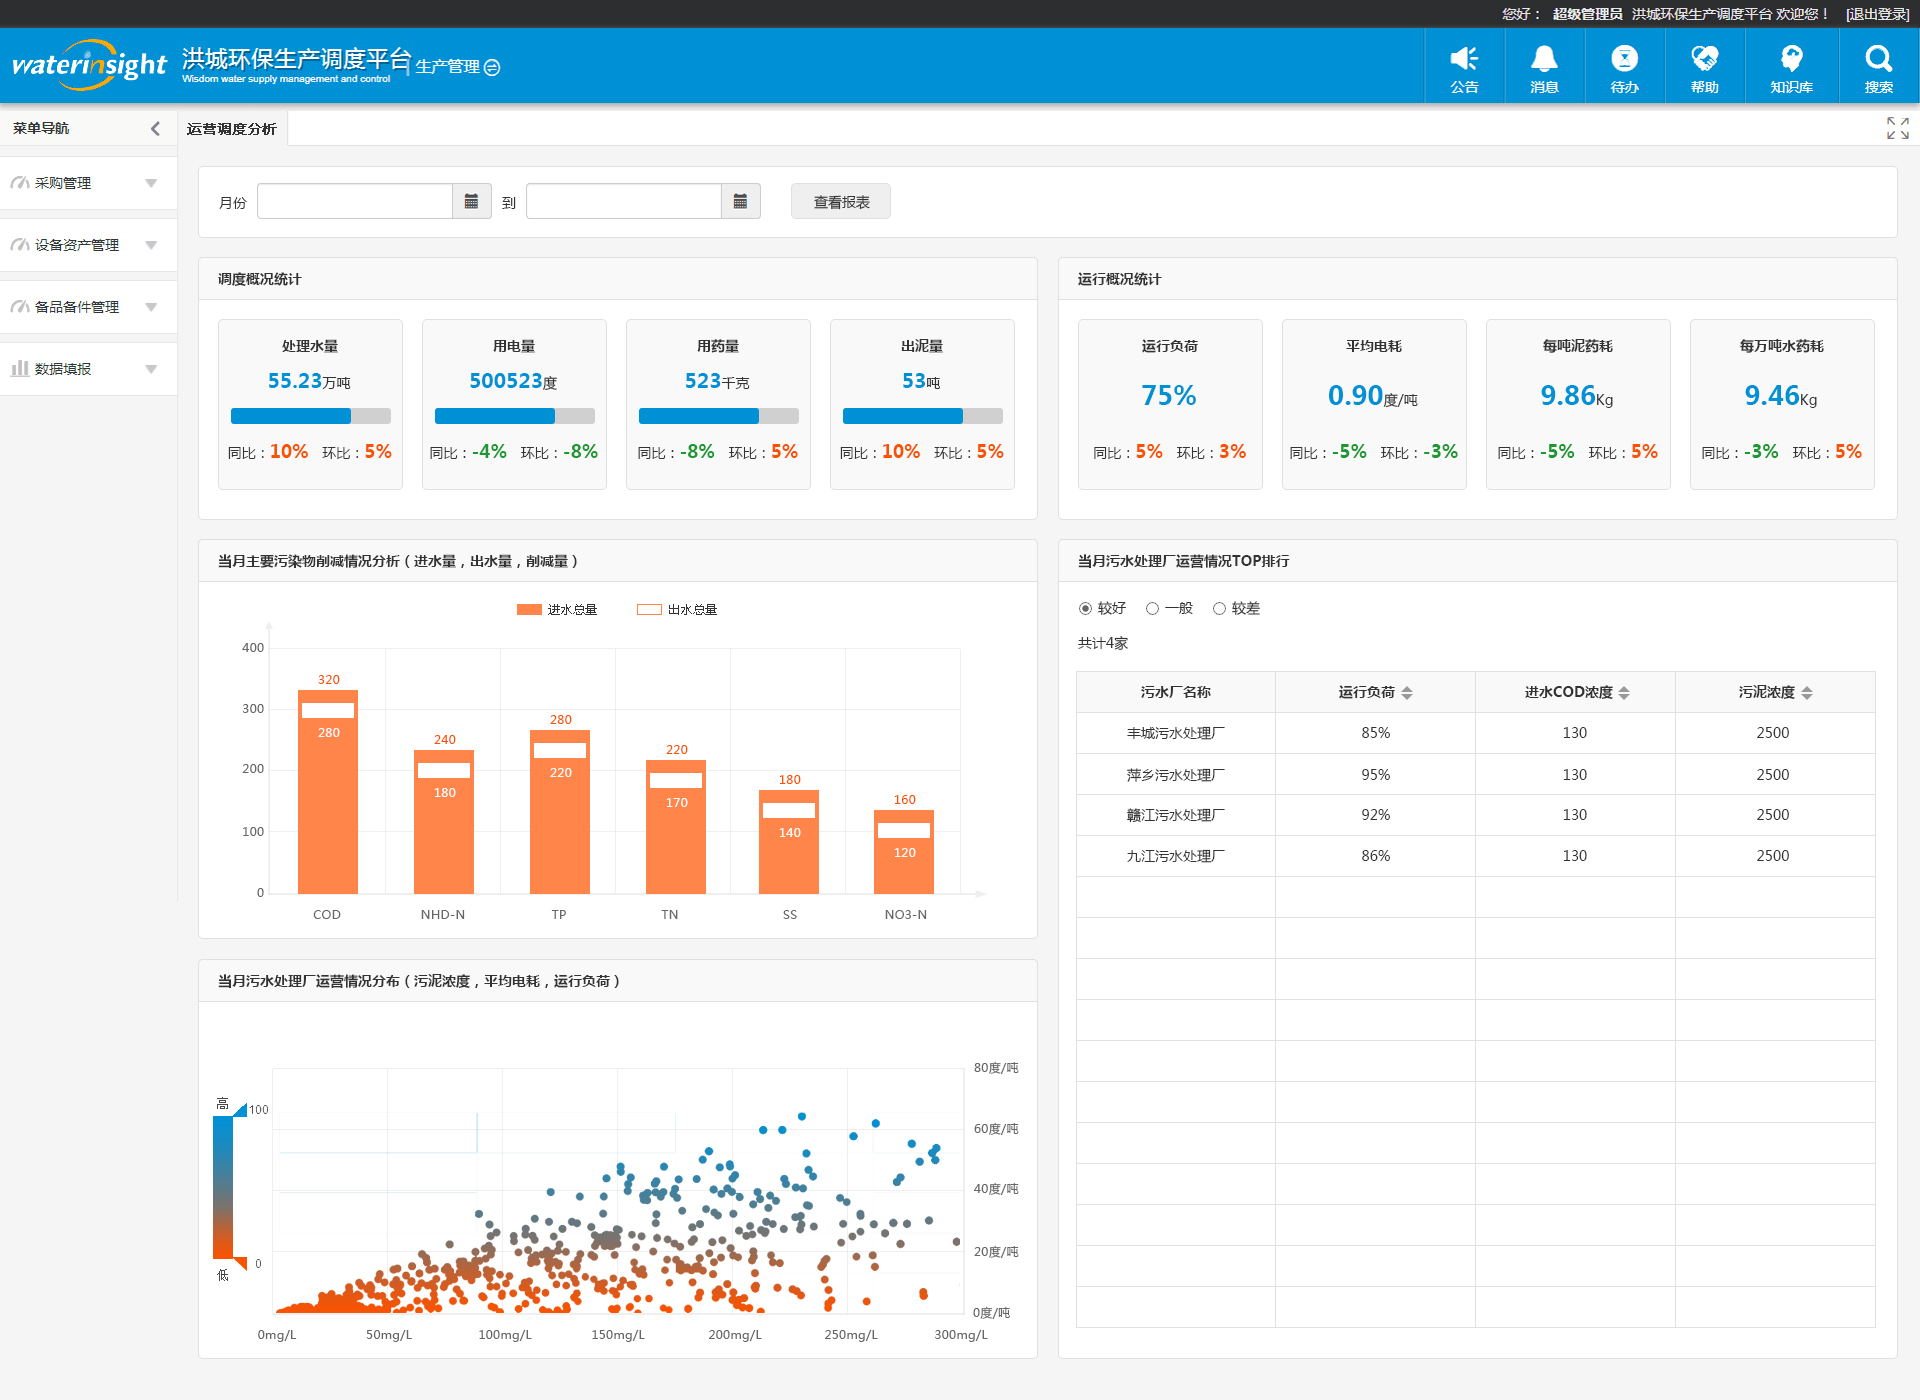 您好： 超级管理员 洪城环保生产调度平台 欢迎您！ [退出登录]
waterinsight 洪城环保生产调度平台 生产管理
Wisdom water supply management and control
公告 消息 待办 帮助 知识库 搜索
菜单导航
运营调度分析
采购管理
设备资产管理
备品备件管理
数据填报
月份 到 查看报表
调度概况统计
处理水量
55.23万吨
同比：10% 环比：5%
用电量
500523度
同比：-4% 环比：-8%
用药量
523千克
同比：-8% 环比：5%
出泥量
53吨
同比：10% 环比：5%
运行概况统计
运行负荷
75%
同比：5% 环比：3%
平均电耗
0.90度/吨
同比：-5% 环比：-3%
每吨泥药耗
9.86Kg
同比：-5% 环比：5%
每万吨水药耗
9.46Kg
同比：-3% 环比：5%
当月主要污染物削减情况分析（进水量，出水量，削减量）
进水总量 出水总量
400
300
200
100
0
320
280
240
180
280
220
220
170
180
140
160
120
COD NHD-N TP TN SS NO3-N
当月污水处理厂运营情况分布（污泥浓度，平均电耗，运行负荷）
高
100
0
低
80度/吨
60度/吨
40度/吨
20度/吨
0度/吨
0mg/L 50mg/L 100mg/L 150mg/L 200mg/L 250mg/L 300mg/L
当月污水处理厂运营情况TOP排行
较好 一般 较差
共计4家
污水厂名称 运行负荷 进水COD浓度 污泥浓度
丰城污水处理厂 85% 130 2500
萍乡污水处理厂 95% 130 2500
赣江污水处理厂 92% 130 2500
九江污水处理厂 86% 130 2500